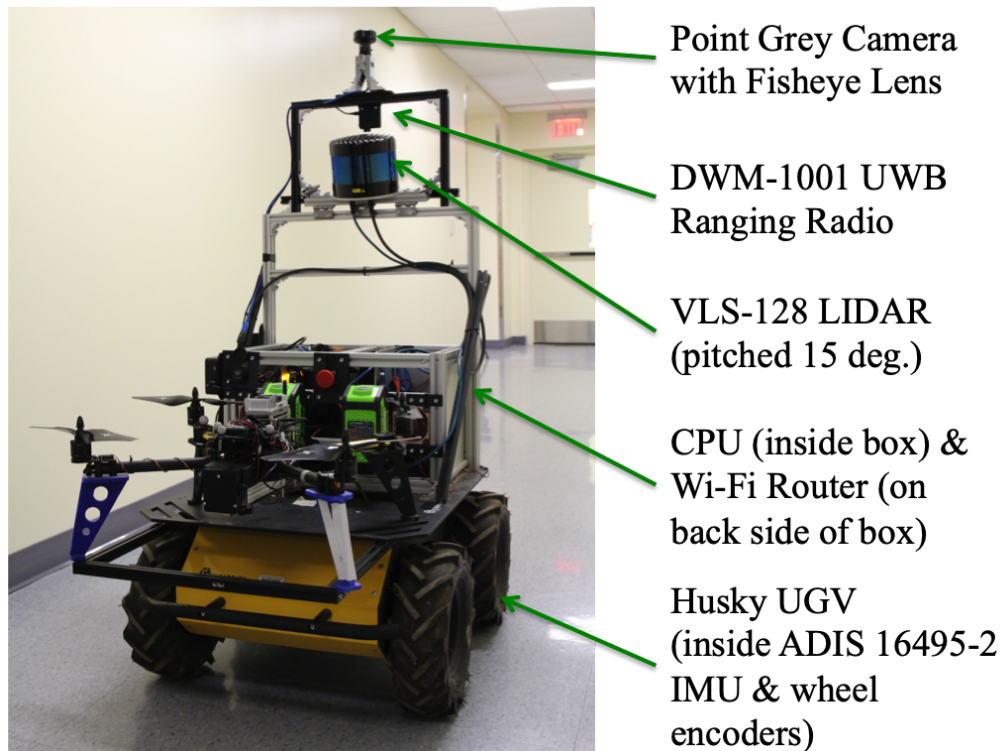 Point Grey Camera
with Fisheye Lens
EXIT
DWM-1001 UWB
Ranging Radio
VLS-128 LIDAR
(pitched 15 deg.)
CPU (inside box) &
Wi-Fi Router (on
back side of box)
Husky UGV
(inside ADIS 16495-2
IMU & wheel
encoders)